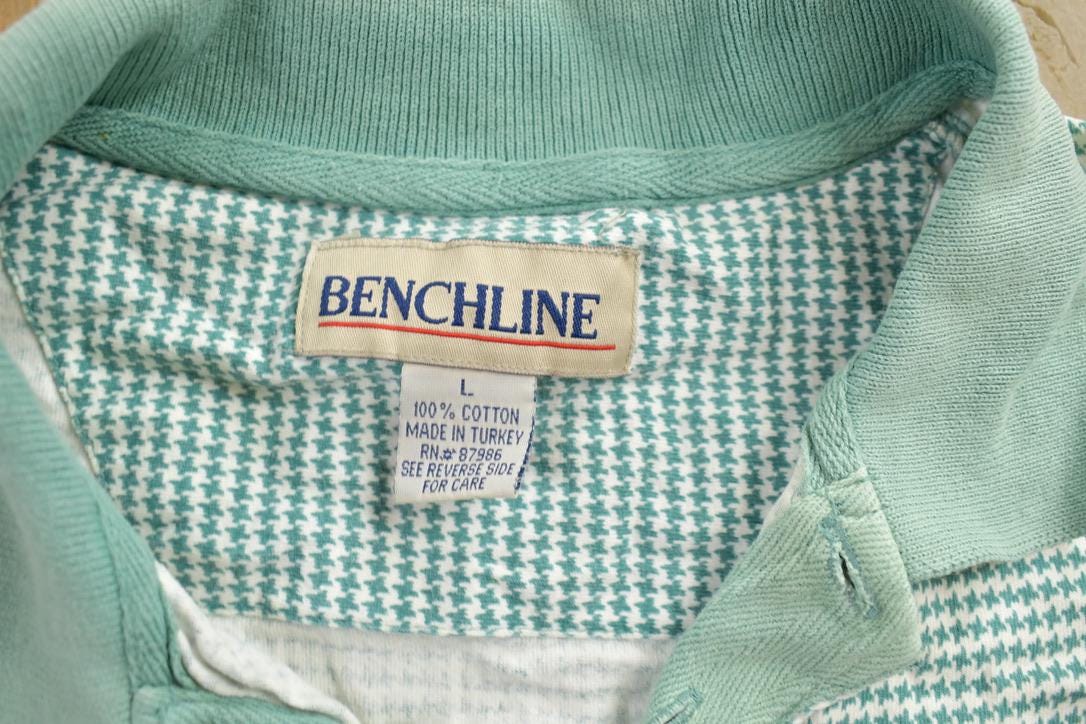 BENCHLINE
L
100% COTTON
MADE IN TURKEY
RN.# 87986
SEE REVERSE SIDE
FOR CARE